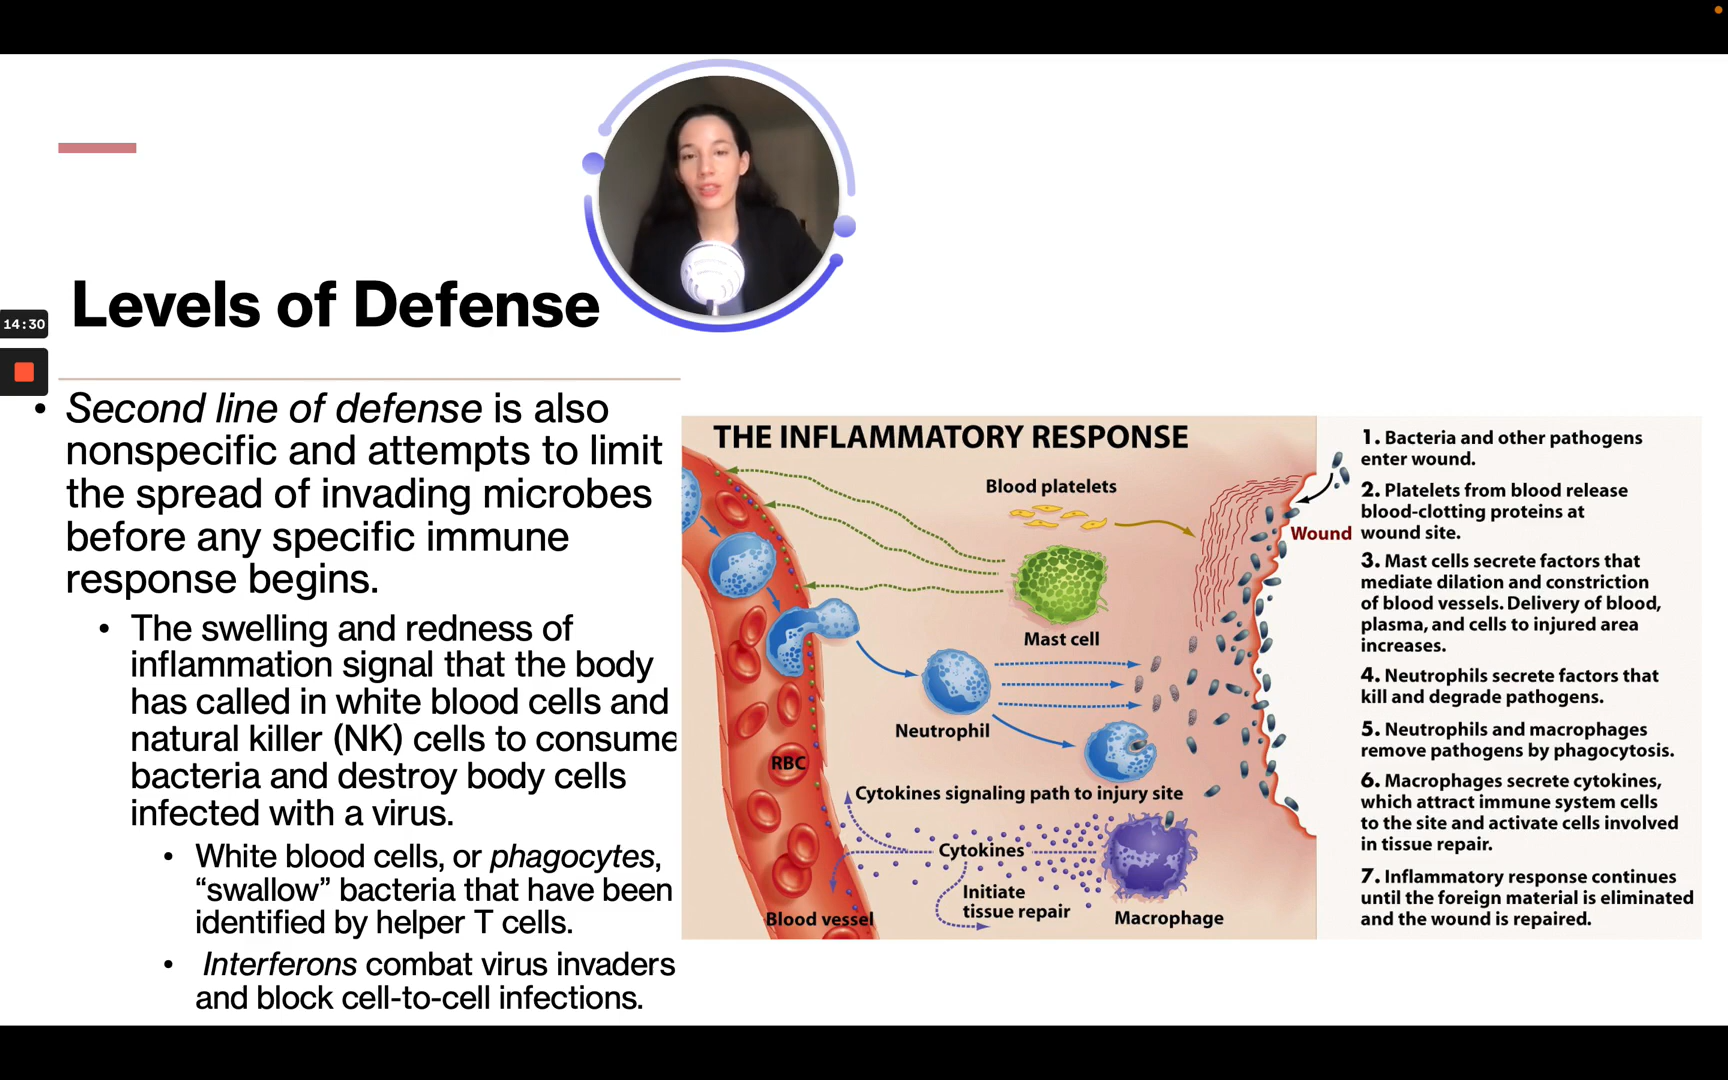 Levels of Defense
14:30
• Second line of defense is also
nonspecific and attempts to limit
the spread of invading microbes
before any specific immune
response begins.
• The swelling and redness of
inflammation signal that the body
has called in white blood cells and
natural killer (NK) cells to consume
bacteria and destroy body cells
infected with a virus.
• White blood cells, or phagocytes,
“swallow” bacteria that have been
identified by helper T cells.
• Interferons combat virus invaders
and block cell-to-cell infections.
THE INFLAMMATORY RESPONSE
Blood platelets
Wound
Mast cell
Neutrophil
RBC
Cytokines signaling path to injury site
Cytokines
Initiate
tissue repair
Macrophage
Blood vessel
1. Bacteria and other pathogens
enter wound.
2. Platelets from blood release
blood-clotting proteins at
wound site.
3. Mast cells secrete factors that
mediate dilation and constriction
of blood vessels. Delivery of blood,
plasma, and cells to injured area
increases.
4. Neutrophils secrete factors that
kill and degrade pathogens.
5. Neutrophils and macrophages
remove pathogens by phagocytosis.
6. Macrophages secrete cytokines,
which attract immune system cells
to the site and activate cells involved
in tissue repair.
7. Inflammatory response continues
until the foreign material is eliminated
and the wound is repaired.